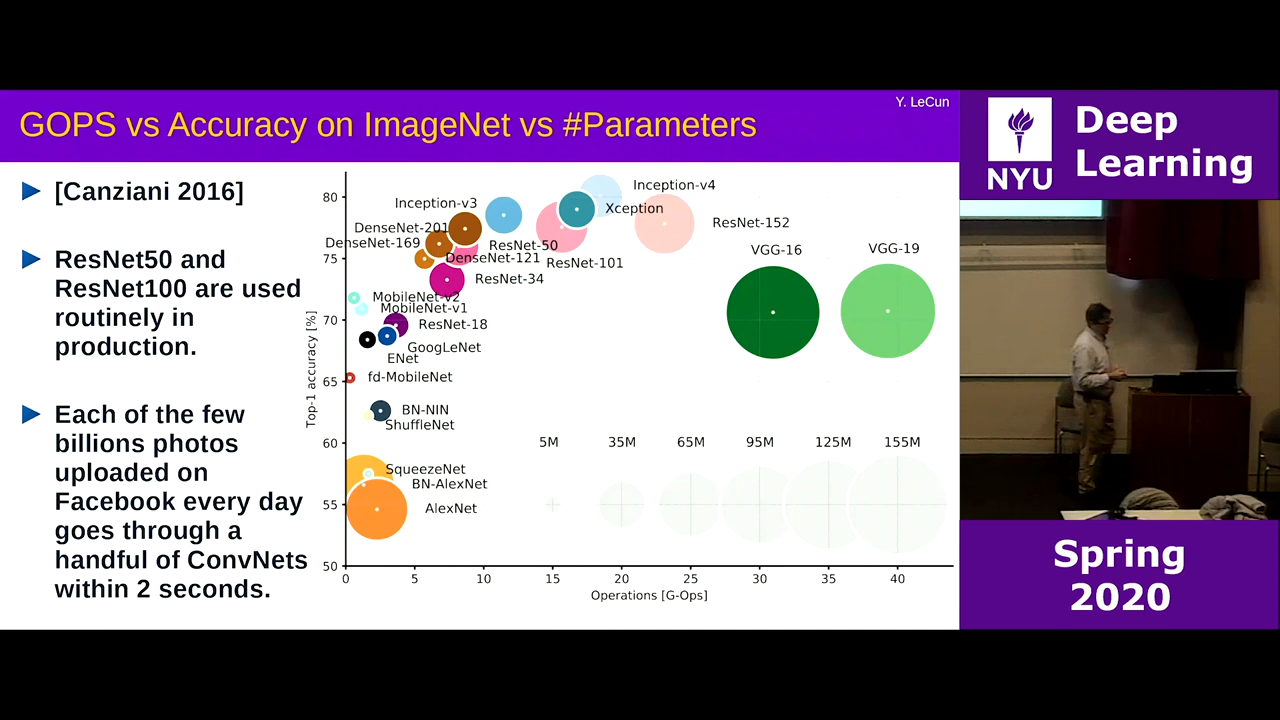 Y. LeCun
GOPS vs Accuracy on ImageNet vs #Parameters
[Canziani 2016]
ResNet50 and
ResNet100 are used
routinely in
production.
Each of the few
billions photos
uploaded on
Facebook every day
goes through a
handful of ConvNets
within 2 seconds.
Top-1 accuracy [%]
80
75
70
65
60
55
50
Inception-v4
Inception-v3
Xception
DenseNet-201
ResNet-152
DenseNet-169
ResNet-50
DenseNet-121
ResNet-101
VGG-16
VGG-19
ResNet-34
MobileNet-v2
MobileNet-v1
ResNet-18
GoogLeNet
ENet
fd-MobileNet
BN-NIN
ShuffleNet
5M 35M 65M 95M 125M 155M
SqueezeNet
BN-AlexNet
AlexNet
0 5 10 15 20 25 30 35 40
Operations [G-Ops]
NYU
Deep
Learning
Spring
2020